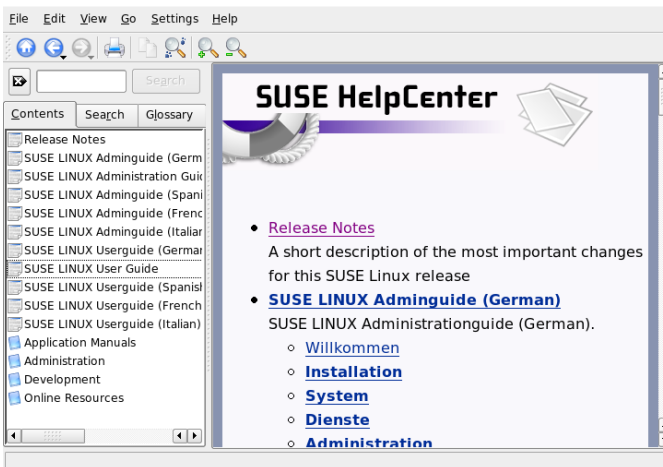 File Edit View Go Settings Help
Search
Contents Search Glossary
Release Notes
SUSE LINUX Adminguide (Germ
SUSE LINUX Administration Guid
SUSE LINUX Adminguide (Spani
SUSE LINUX Adminguide (Frenc
SUSE LINUX Adminguide (Italian
SUSE LINUX Userguide (German
SUSE LINUX User Guide
SUSE LINUX Userguide (Spanish
SUSE LINUX Userguide (French
SUSE LINUX Userguide (Italian)
Application Manuals
Administration
Development
Online Resources
SUSE HelpCenter
Release Notes
A short description of the most important changes
for this SUSE Linux release
SUSE LINUX Adminguide (German)
SUSE LINUX Administrationguide (German).
Willkommen
Installation
System
Dienste
Administration